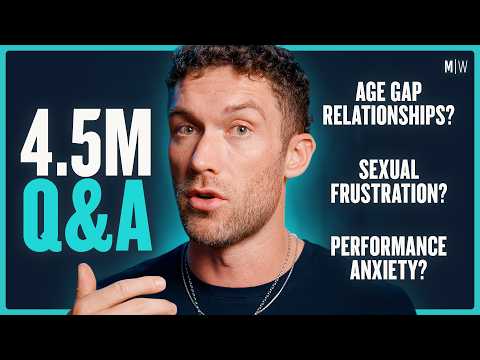 M|W
4.5M
Q&A
AGE GAP
RELATIONSHIPS?
SEXUAL
FRUSTRATION?
PERFORMANCE
ANXIETY?